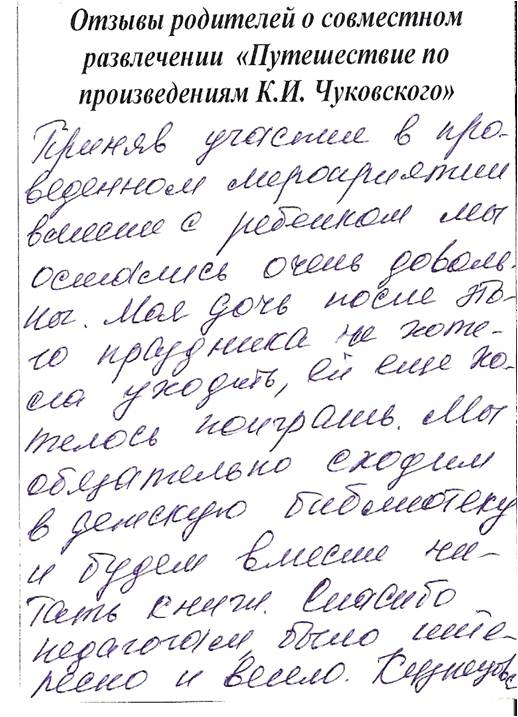 Отзывы родителей о совместном
развлечении «Путешествие по
произведениям К.И. Чуковского»
Приняв участие в про-
веденном мероприятии
вместе с ребенком мы
остались очень доволь-
ны. Моя дочь после это-
го праздника не хоте-
ла уходить, ей еще хо-
телось поиграть. Мы
обязательно сходим
в детскую библиотеку
и будем вместе чи-
тать книги. Спасибо
педагогам, было инте-
ресно и весело.